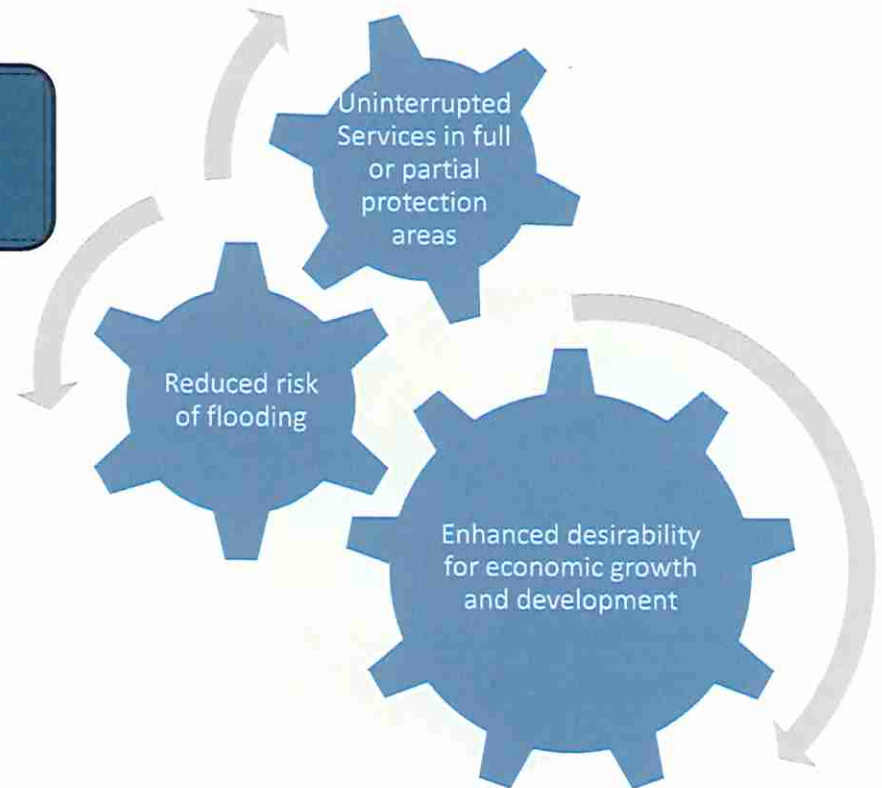 Uninterrupted
Services in full
or partial
protection
areas
Reduced risk
of flooding
Enhanced desirability
for economic growth
and development